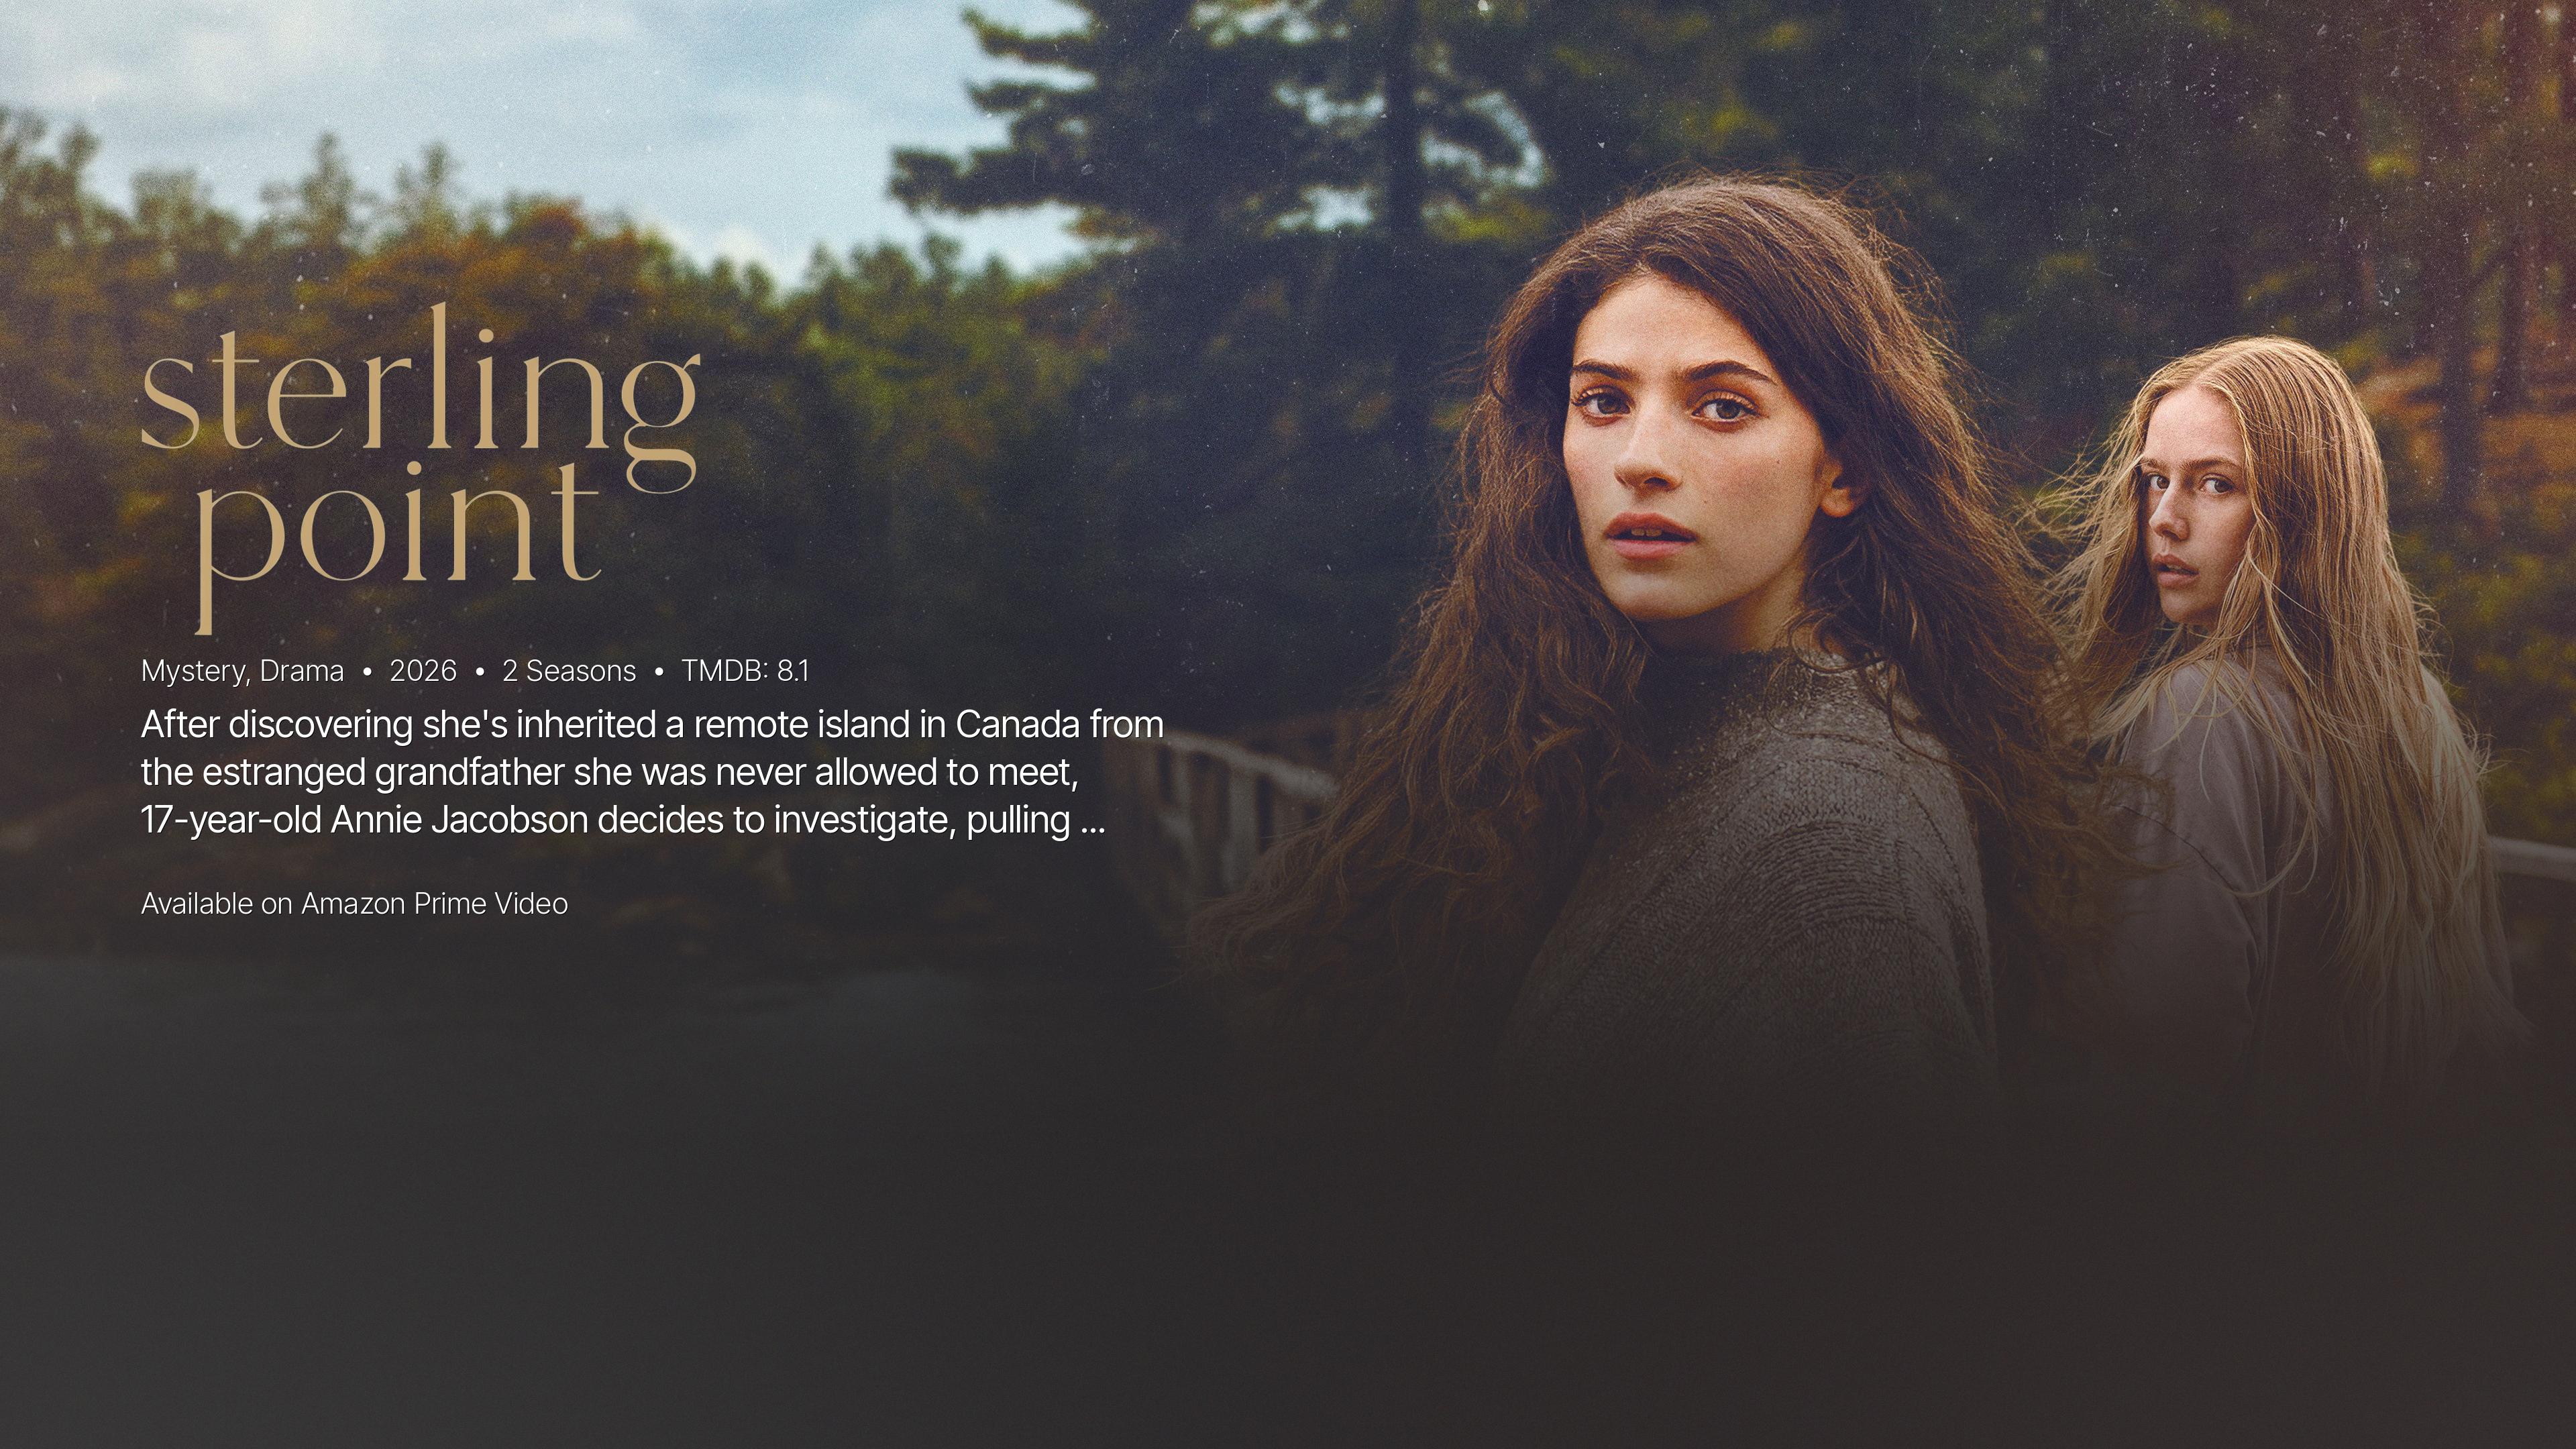 sterling
point
Mystery, Drama • 2026 • 2 Seasons • TMDB: 8.1
After discovering she's inherited a remote island in Canada from
the estranged grandfather she was never allowed to meet,
17-year-old Annie Jacobson decides to investigate, pulling ...
Available on Amazon Prime Video